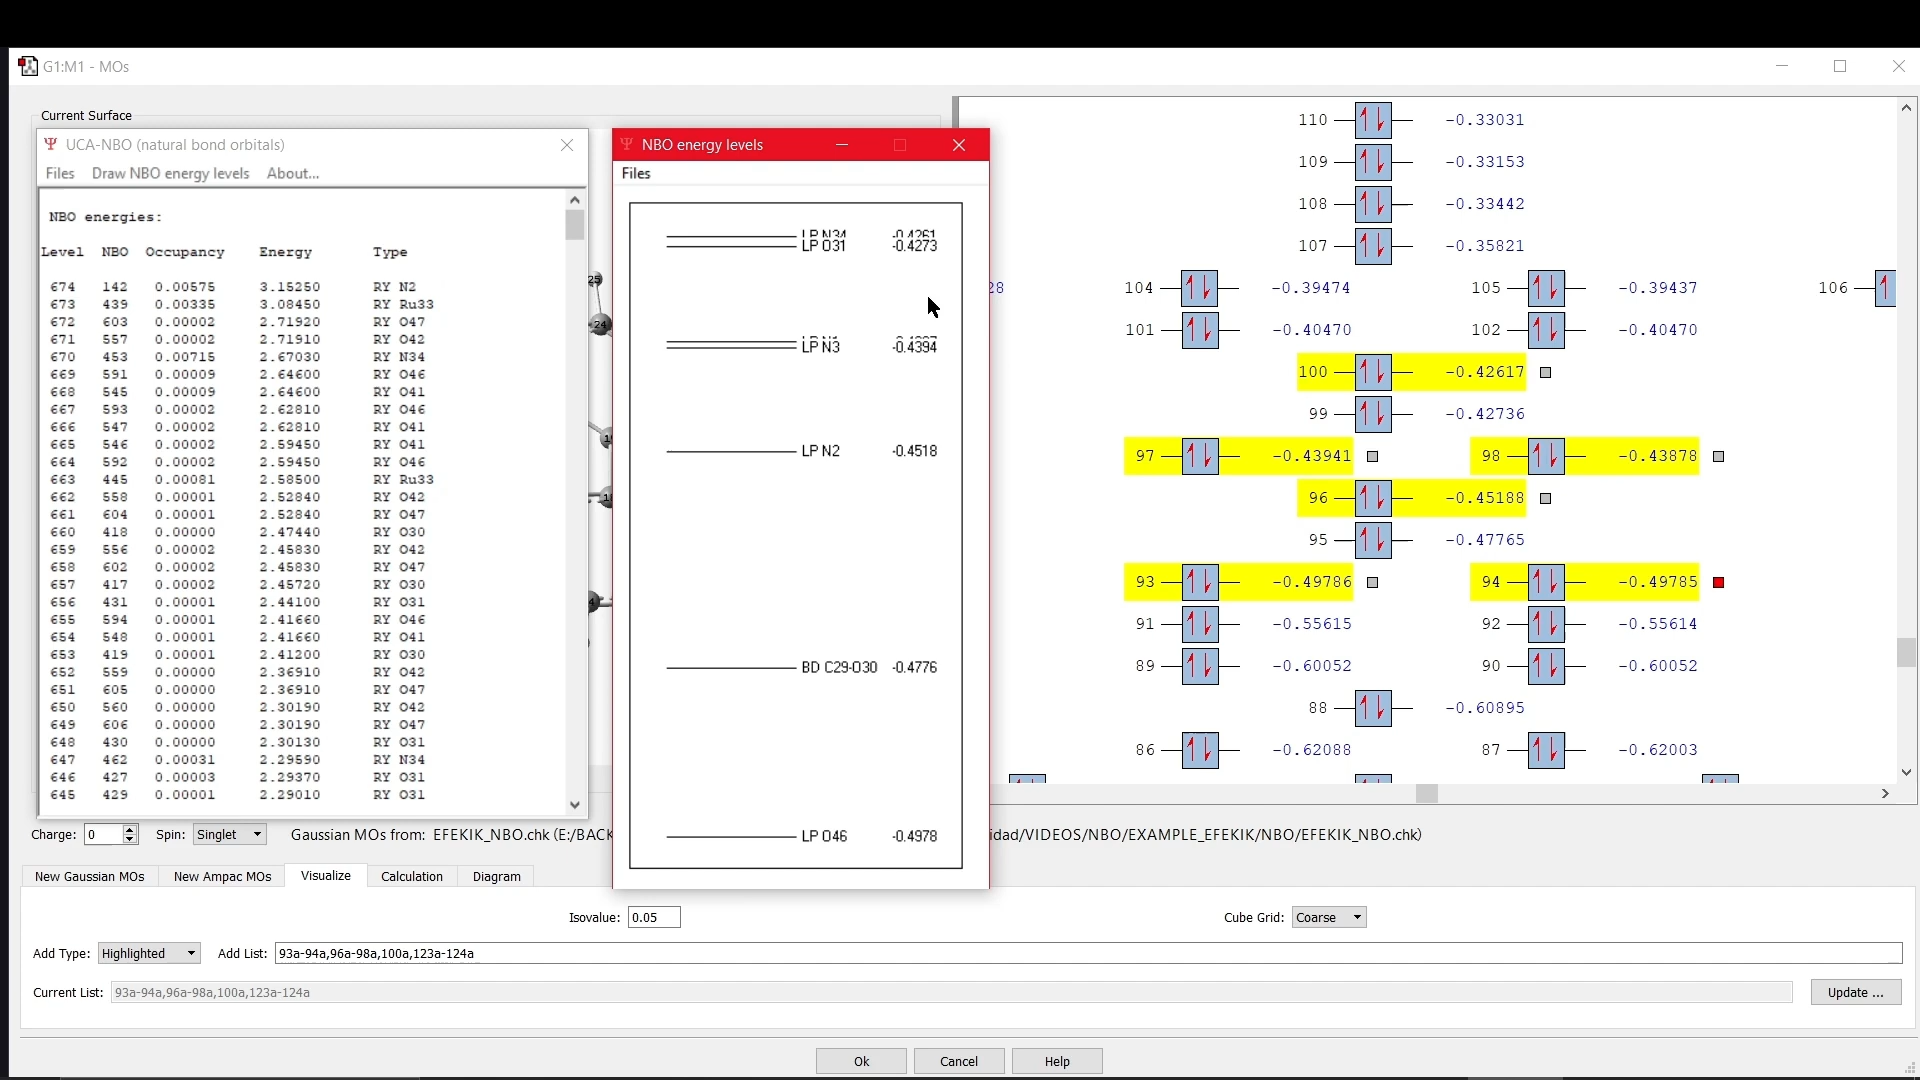 G1:M1 - MOs
Current Surface
UCA-NBO (natural bond orbitals)
Files Draw NBO energy levels About...
NBO energies:
Level NBO Occupancy Energy Type
674 142 0.00575 3.15250 RY N2
673 439 0.00335 3.08450 RY Ru33
672 603 0.00002 2.71920 RY O47
671 557 0.00002 2.71910 RY O42
670 453 0.00715 2.67030 RY N34
669 591 0.00009 2.64600 RY O46
668 545 0.00009 2.64600 RY O41
667 593 0.00002 2.62810 RY O46
666 547 0.00002 2.62810 RY O41
665 546 0.00002 2.59450 RY O41
664 592 0.00002 2.59450 RY O46
663 445 0.00081 2.58500 RY Ru33
662 558 0.00001 2.52840 RY O42
661 604 0.00001 2.52840 RY O47
660 418 0.00000 2.47440 RY O30
659 556 0.00002 2.45830 RY O42
658 602 0.00002 2.45830 RY O47
657 417 0.00002 2.45720 RY O30
656 431 0.00001 2.44100 RY O31
655 594 0.00001 2.41660 RY O46
654 548 0.00001 2.41660 RY O41
653 419 0.00001 2.41200 RY O30
652 559 0.00000 2.36910 RY O42
651 605 0.00000 2.36910 RY O47
650 560 0.00000 2.30190 RY O42
649 606 0.00000 2.30190 RY O47
648 430 0.00000 2.30130 RY O31
647 462 0.00031 2.29590 RY N34
646 427 0.00003 2.29370 RY O31
645 429 0.00001 2.29010 RY O31
25
24
NBO energy levels
Files
LP N34 -0.4261
LP O31 -0.4273
LP N3 -0.4394
LP N2 -0.4518
BD C29-O30 -0.4776
LP O46 -0.4978
110 -0.33031
109 -0.33153
108 -0.33442
107 -0.35821
28 104 -0.39474 105 -0.39437 106
101 -0.40470 102 -0.40470
100 -0.42617
99 -0.42736
97 -0.43941 98 -0.43878
96 -0.45188
95 -0.47765
93 -0.49786 94 -0.49785
91 -0.55615 92 -0.55614
89 -0.60052 90 -0.60052
88 -0.60895
86 -0.62088 87 -0.62003
Charge: 0 Spin: Singlet Gaussian MOs from: EFEKIK_NBO.chk (E:/BACK idad/VIDEOS/NBO/EXAMPLE_EFEKIK/NBO/EFEKIK_NBO.chk)
New Gaussian MOs New Ampac MOs Visualize Calculation Diagram
Isovalue: 0.05 Cube Grid: Coarse
Add Type: Highlighted Add List: 93a-94a,96a-98a,100a,123a-124a
Current List: 93a-94a,96a-98a,100a,123a-124a Update ...
Ok Cancel Help